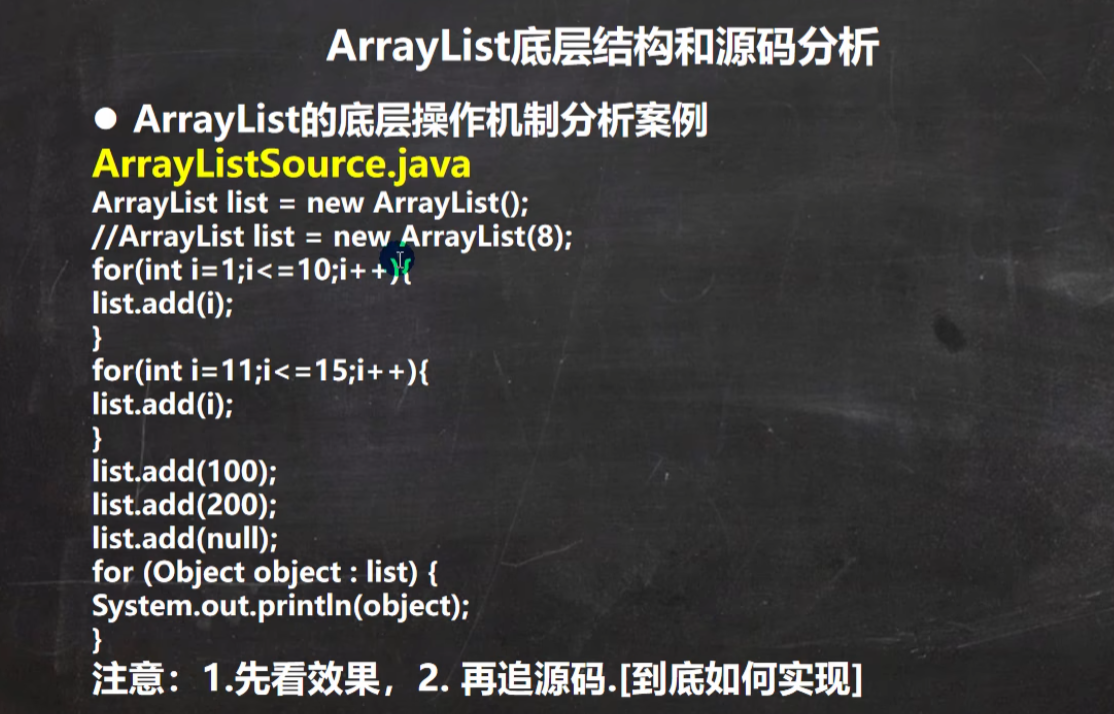 ArrayList底层结构和源码分析
● ArrayList的底层操作机制分析案例
ArrayListSource.java
ArrayList list = new ArrayList();
//ArrayList list = new ArrayList(8);
for(int i=1;i<=10;i++){
list.add(i);
}
for(int i=11;i<=15;i++){
list.add(i);
}
list.add(100);
list.add(200);
list.add(null);
for (Object object : list) {
System.out.println(object);
}
注意：1.先看效果，2. 再追源码.[到底如何实现]